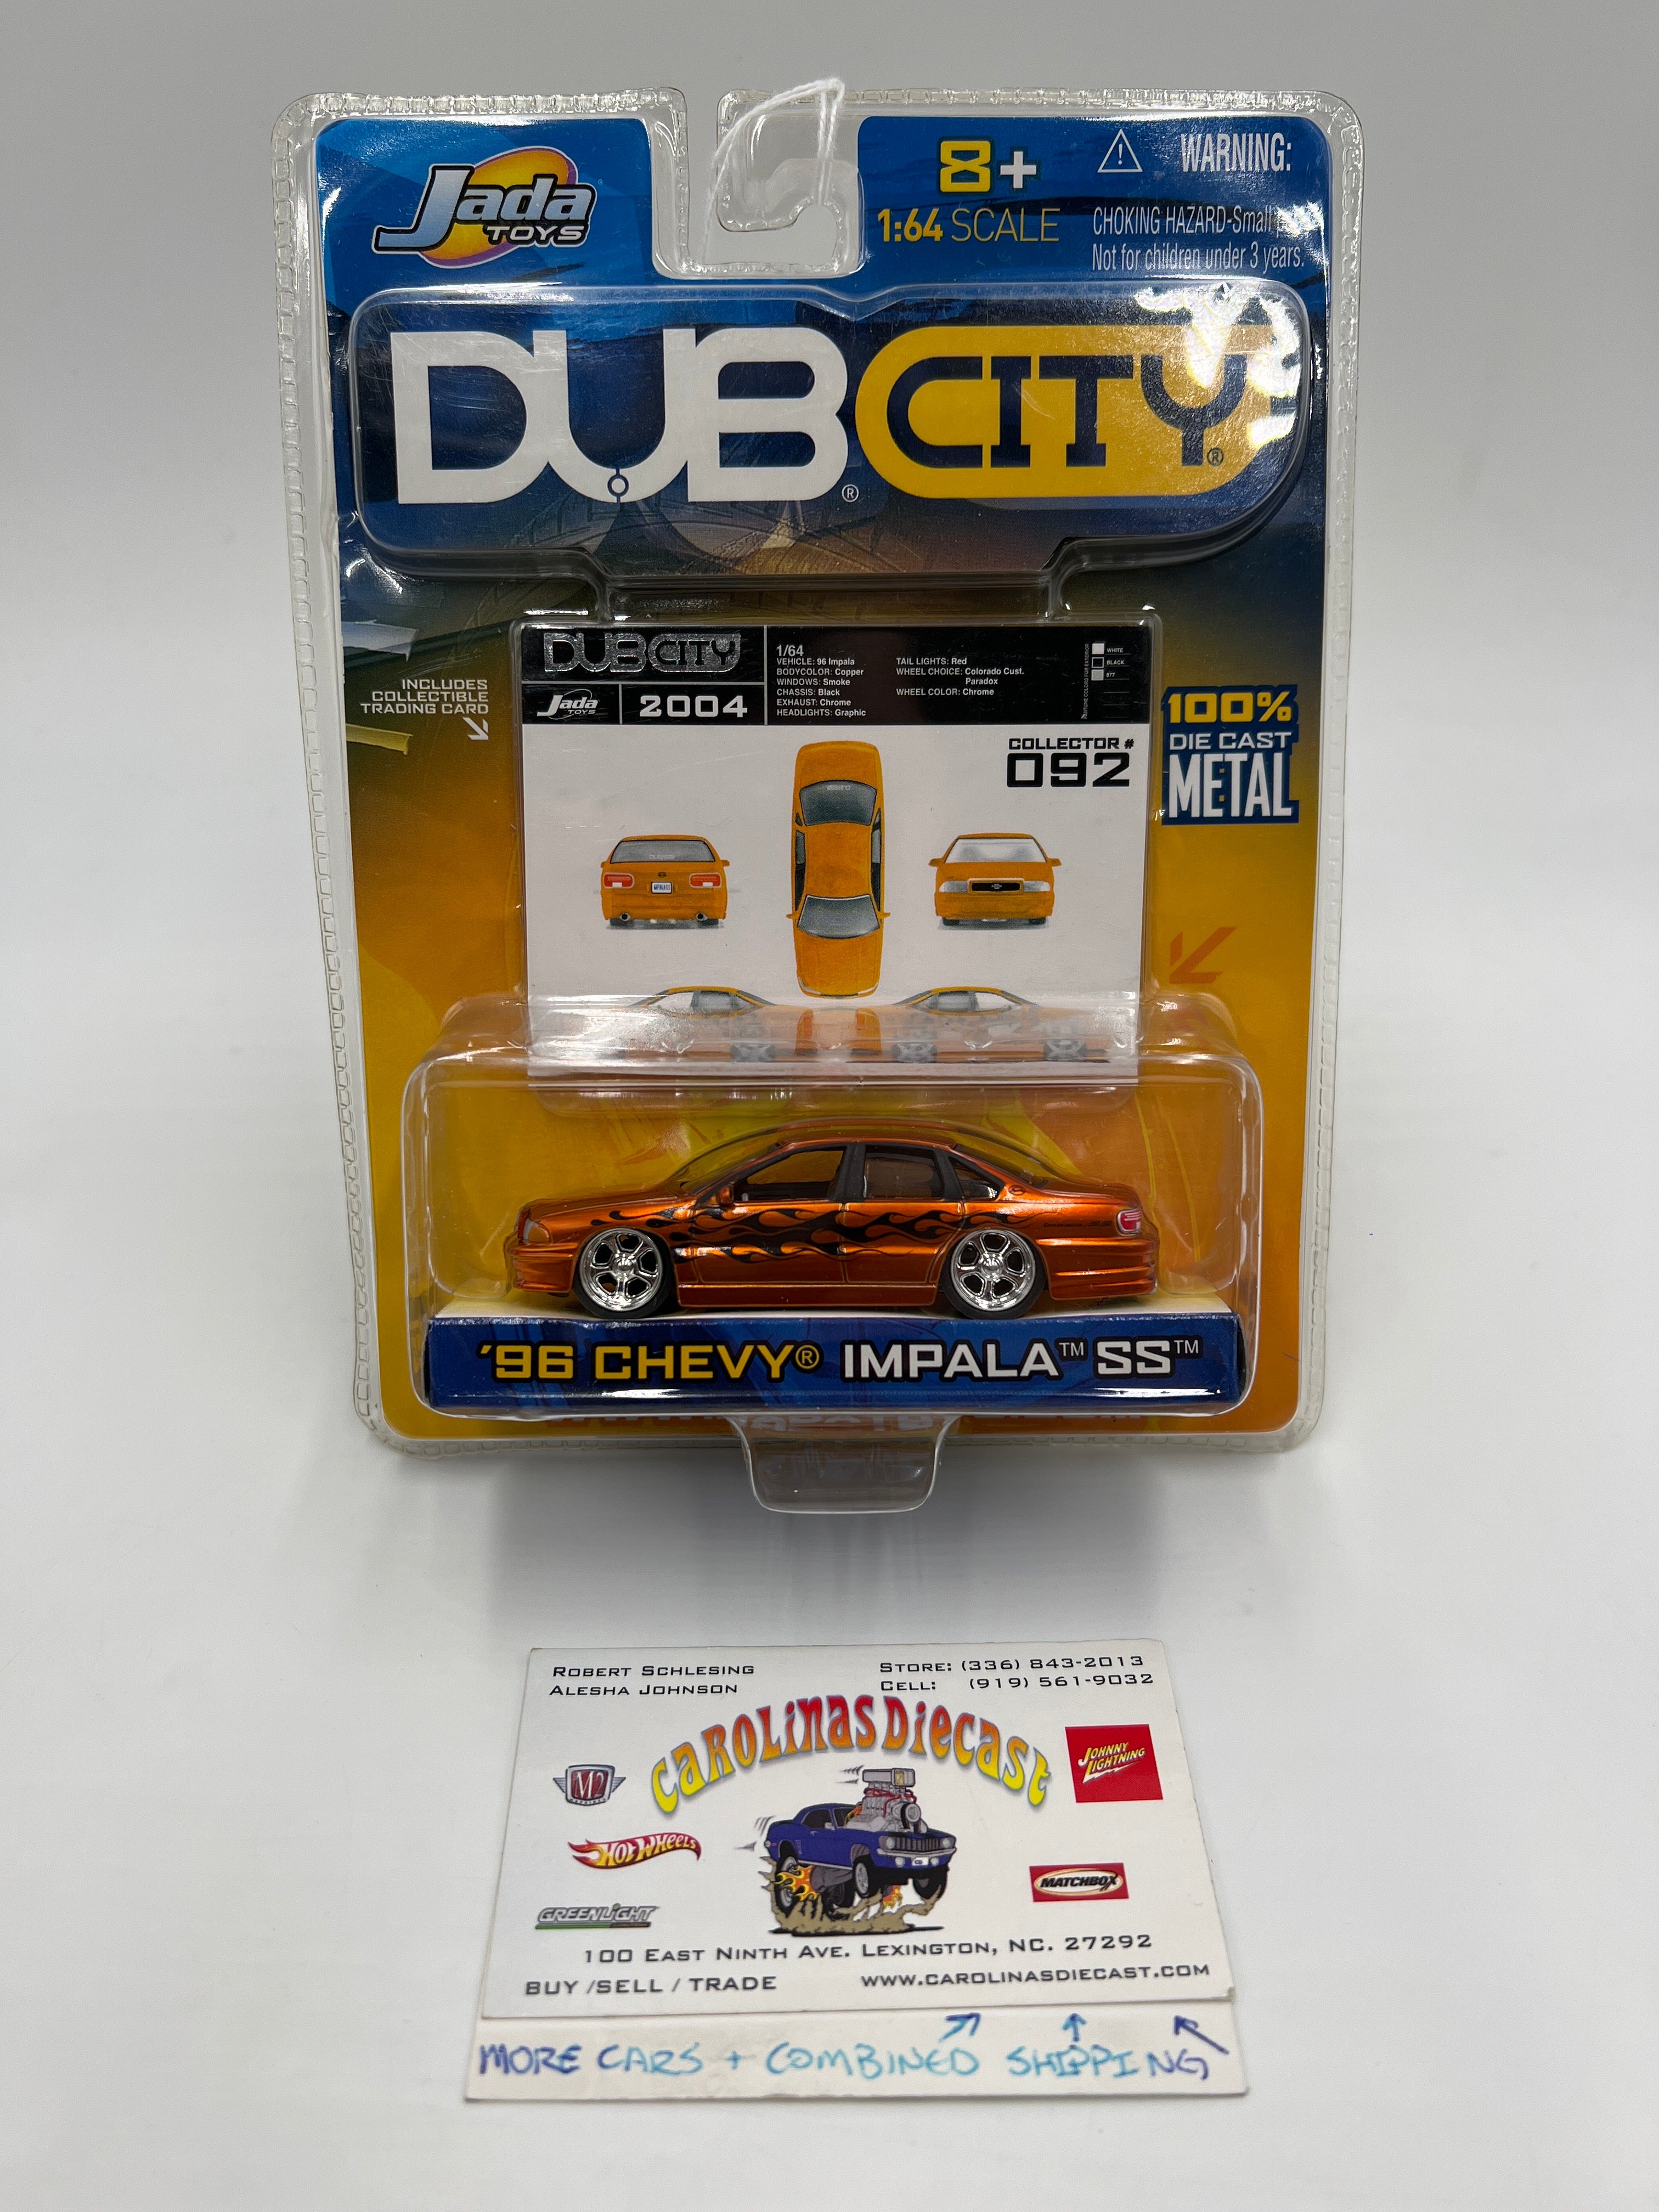 Jada
TOYS
8+
1:64 SCALE
WARNING:
CHOKING HAZARD-Small
Not for children under 3 years.
DUB® CITY®
INCLUDES
COLLECTIBLE
TRADING CARD
DUB CITY
Jada
TOYS
2004
1/64
VEHICLE: 96 Impala
BODYCOLOR: Copper
WINDOWS: Smoke
CHASSIS: Black
EXHAUST: Chrome
HEADLIGHTS: Graphic
TAIL LIGHTS: Red
WHEEL CHOICE: Colorado Cust.
Paradox
WHEEL COLOR: Chrome
WHITE
BLACK
877
COLLECTOR #
092
100%
DIE CAST
METAL
'96 CHEVY® IMPALA™ SS™
ROBERT SCHLESING
ALESHA JOHNSON
STORE: (336) 843-2013
CELL: (919) 561-9032
CAROLINAS DIECAST
M2
JOHNNY
LIGHTNING
HOT WHEELS
MATCHBOX
GREENLIGHT
100 EAST NINTH AVE. LEXINGTON, NC. 27292
BUY /SELL / TRADE
WWW.CAROLINASDIECAST.COM
MORE CARS + COMBINED SHIPPING